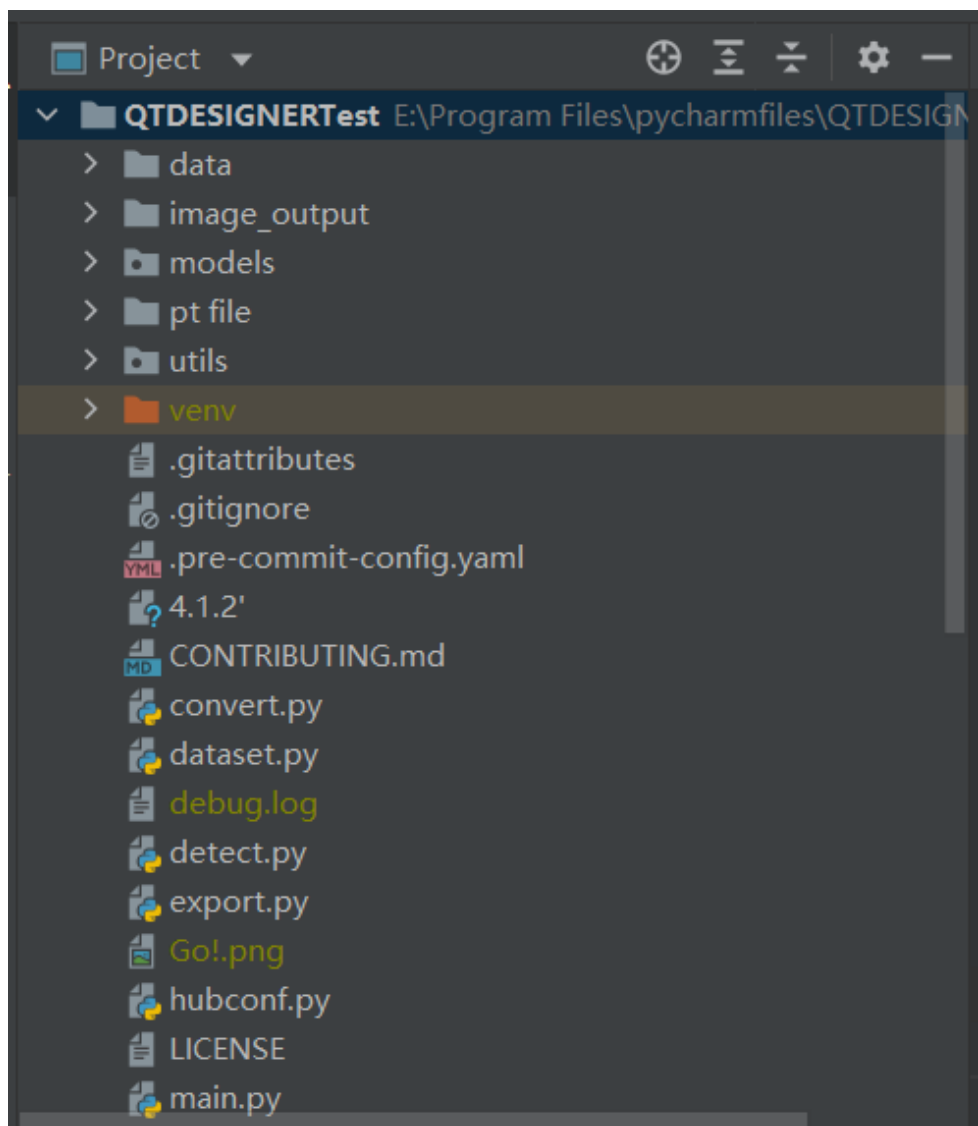 Project
QTDESIGNERTest E:\Program Files\pycharmfiles\QTDESIGN
data
image_output
models
pt file
utils
venv
.gitattributes
.gitignore
YML .pre-commit-config.yaml
4.1.2'
MD CONTRIBUTING.md
convert.py
dataset.py
debug.log
detect.py
export.py
Go!.png
hubconf.py
LICENSE
main.py